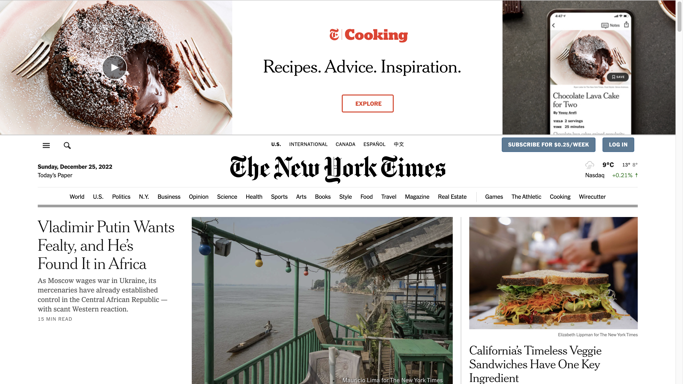 Cooking
Recipes. Advice. Inspiration.
EXPLORE
Notes
Chocolate Lava Cake
for Two
By Yossy Arefi
2 servings
25 minutes
U.S.
INTERNATIONAL
CANADA
ESPAÑOL
中文
SUBSCRIBE FOR $0.25/WEEK
LOG IN
Sunday, December 25, 2022
Today's Paper
The New York Times
9°C
13°
Nasdaq
+0.21% ↑
World
U.S.
Politics
N.Y.
Business
Opinion
Science
Health
Sports
Arts
Books
Style
Food
Travel
Magazine
Real Estate
Games
The Athletic
Cooking
Wirecutter
Vladimir Putin Wants
Fealty, and He's
Found It in Africa
As Moscow wages war in Ukraine, its
mercenaries have already established
control in the Central African Republic —
with scant Western reaction.
15 MIN READ
Mauricio Lima for The New York Times
Elizabeth Lippman for The New York Times
California's Timeless Veggie
Sandwiches Have One Key
Ingredient